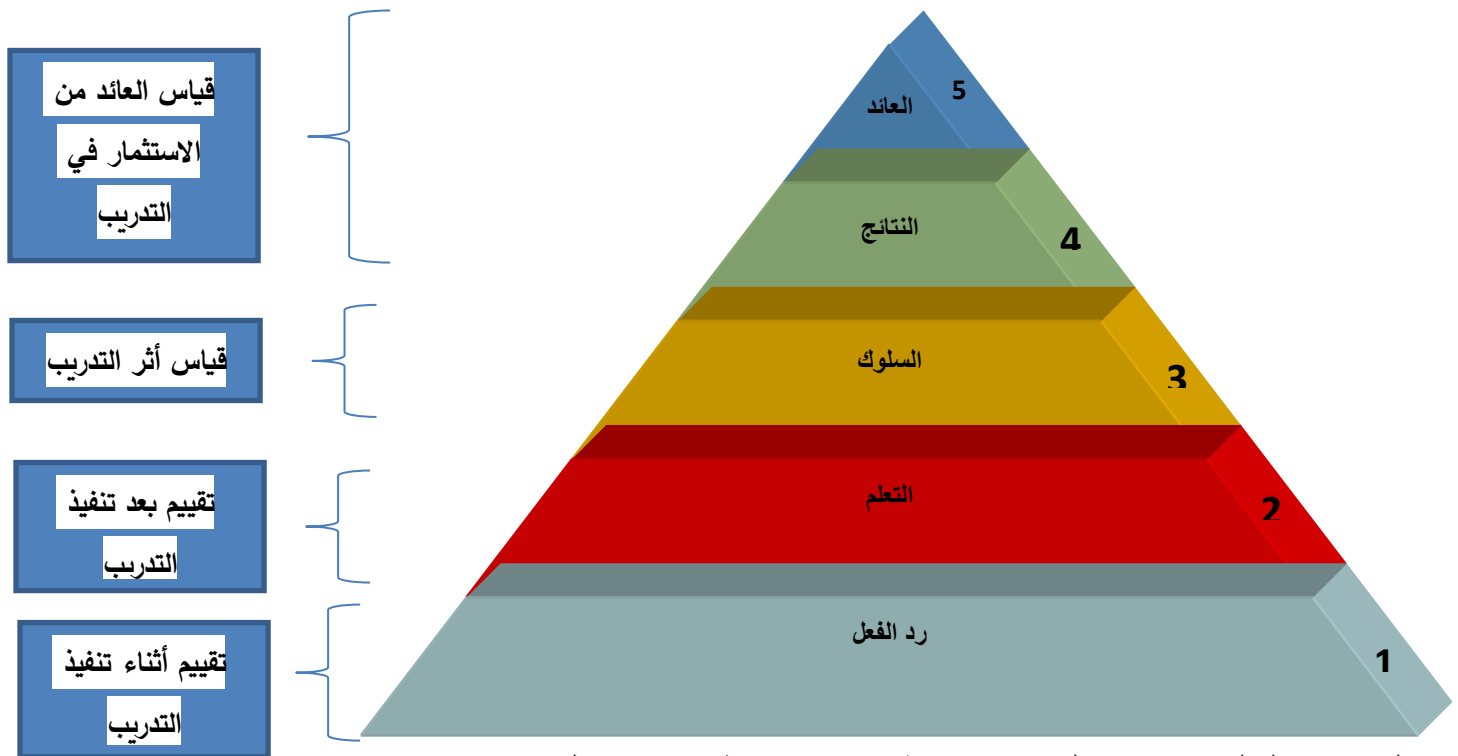 قياس العائد من
الاستثمار في
التدريب
5
العائد
4
النتائج
قياس أثر التدريب
3
السلوك
تقييم بعد تنفيذ
التدريب
2
التعلم
تقييم أثناء تنفيذ
التدريب
1
رد الفعل